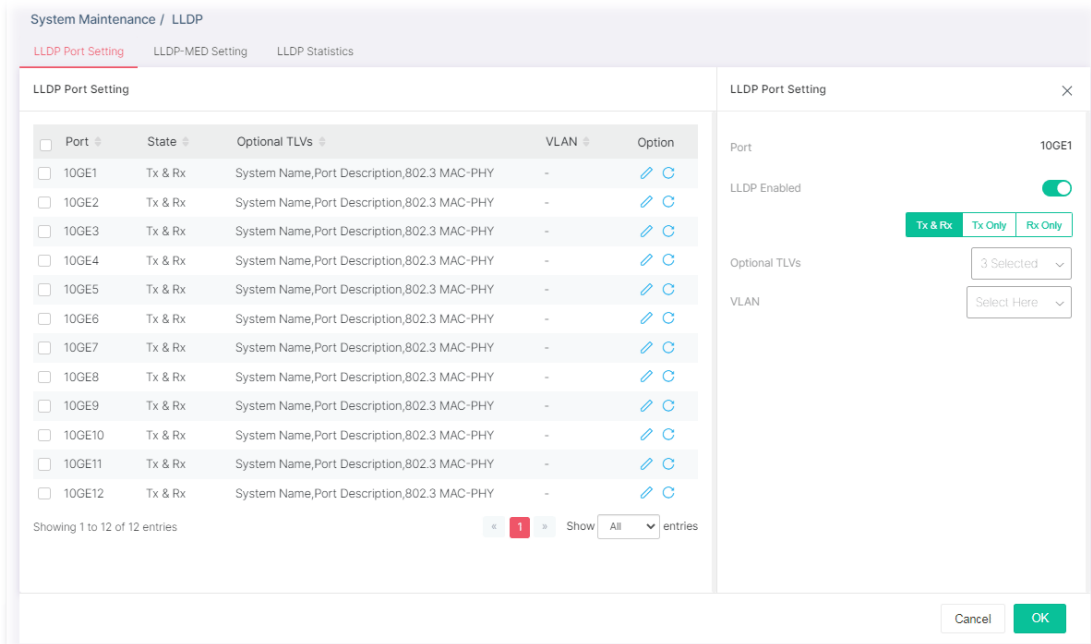 System Maintenance / LLDP
LLDP Port Setting LLDP-MED Setting LLDP Statistics
LLDP Port Setting
Port State Optional TLVs VLAN Option
10GE1 Tx & Rx System Name,Port Description,802.3 MAC-PHY -
10GE2 Tx & Rx System Name,Port Description,802.3 MAC-PHY -
10GE3 Tx & Rx System Name,Port Description,802.3 MAC-PHY -
10GE4 Tx & Rx System Name,Port Description,802.3 MAC-PHY -
10GE5 Tx & Rx System Name,Port Description,802.3 MAC-PHY -
10GE6 Tx & Rx System Name,Port Description,802.3 MAC-PHY -
10GE7 Tx & Rx System Name,Port Description,802.3 MAC-PHY -
10GE8 Tx & Rx System Name,Port Description,802.3 MAC-PHY -
10GE9 Tx & Rx System Name,Port Description,802.3 MAC-PHY -
10GE10 Tx & Rx System Name,Port Description,802.3 MAC-PHY -
10GE11 Tx & Rx System Name,Port Description,802.3 MAC-PHY -
10GE12 Tx & Rx System Name,Port Description,802.3 MAC-PHY -
Showing 1 to 12 of 12 entries « 1 » Show All entries
LLDP Port Setting
Port 10GE1
LLDP Enabled
Tx & Rx Tx Only Rx Only
Optional TLVs 3 Selected
VLAN Select Here
Cancel OK